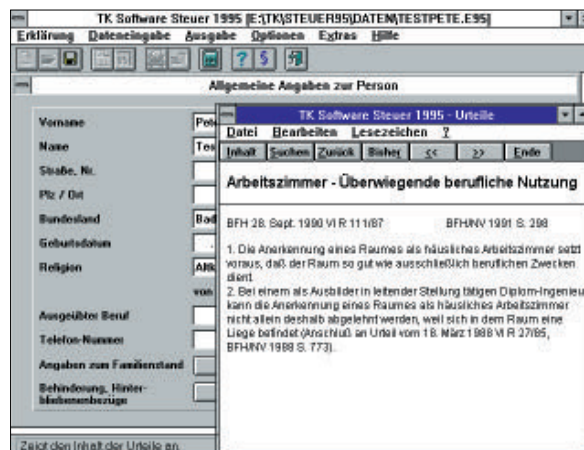 TK Software Steuer 1995 [E:\TK\STEUER95\DATEN\TESTPETE.E95]
Erklärung Dateneingabe Ausgabe Optionen Extras Hilfe
? §
Allgemeine Angaben zur Person
Vorname
Name
Straße, Nr.
Plz / Ort
Bundesland
Geburtsdatum
Religion
von
Ausgeübter Beruf
Telefon-Nummer
Angaben zum Familienstand
Behinderung, Hinter-
bliebenenbezüge
Zeigt den Inhalt der Urteile an.
TK Software Steuer 1995 - Urteile
Datei Bearbeiten Lesezeichen ?
Inhalt Suchen Zurück Bisher << >> Ende
Arbeitszimmer - Überwiegende berufliche Nutzung
BFH 28. Sept. 1990 VI R 111/87 BFH/NV 1991 S. 298
1. Die Anerkennung eines Raumes als häusliches Arbeitszimmer setzt
voraus, daß der Raum so gut wie ausschließlich beruflichen Zwecken
dient.
2. Bei einem als Ausbilder in leitender Stellung tätigen Diplom-Ingenieu
kann die Anerkennung eines Raumes als häusliches Arbeitszimmer
nicht allein deshalb abgelehnt werden, weil sich in dem Raum eine
Liege befindet (Anschluß an Urteil vom 18. März 1988 VI R 27/85,
BFH/NV 1988 S. 773).